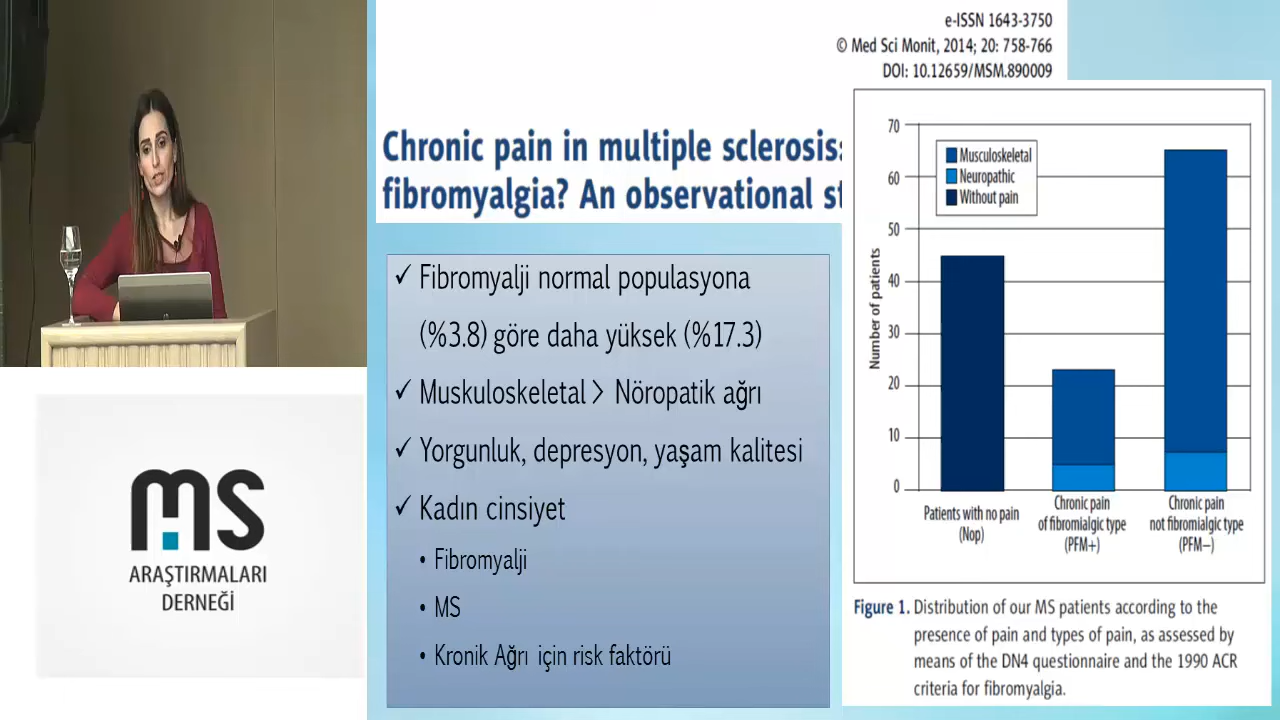 e-ISSN 1643-3750
© Med Sci Monit, 2014; 20: 758-766
DOI: 10.12659/MSM.890009
Chronic pain in multiple sclerosis:
fibromyalgia? An observational st
✓ Fibromyalji normal populasyona
(%3.8) göre daha yüksek (%17.3)
✓ Muskuloskeletal > Nöropatik ağrı
✓ Yorgunluk, depresyon, yaşam kalitesi
✓ Kadın cinsiyet
• Fibromyalji
• MS
• Kronik Ağrı için risk faktörü
Number of patients
70
60
50
40
30
20
10
0
Musculoskeletal
Neuropathic
Without pain
Patients with no pain
(Nop)
Chronic pain
of fibromialgic type
(PFM+)
Chronic pain
not fibromialgic type
(PFM–)
Figure 1. Distribution of our MS patients according to the
presence of pain and types of pain, as assessed by
means of the DN4 questionnaire and the 1990 ACR
criteria for fibromyalgia.
MS
ARAŞTIRMALARI
DERNEĞİ